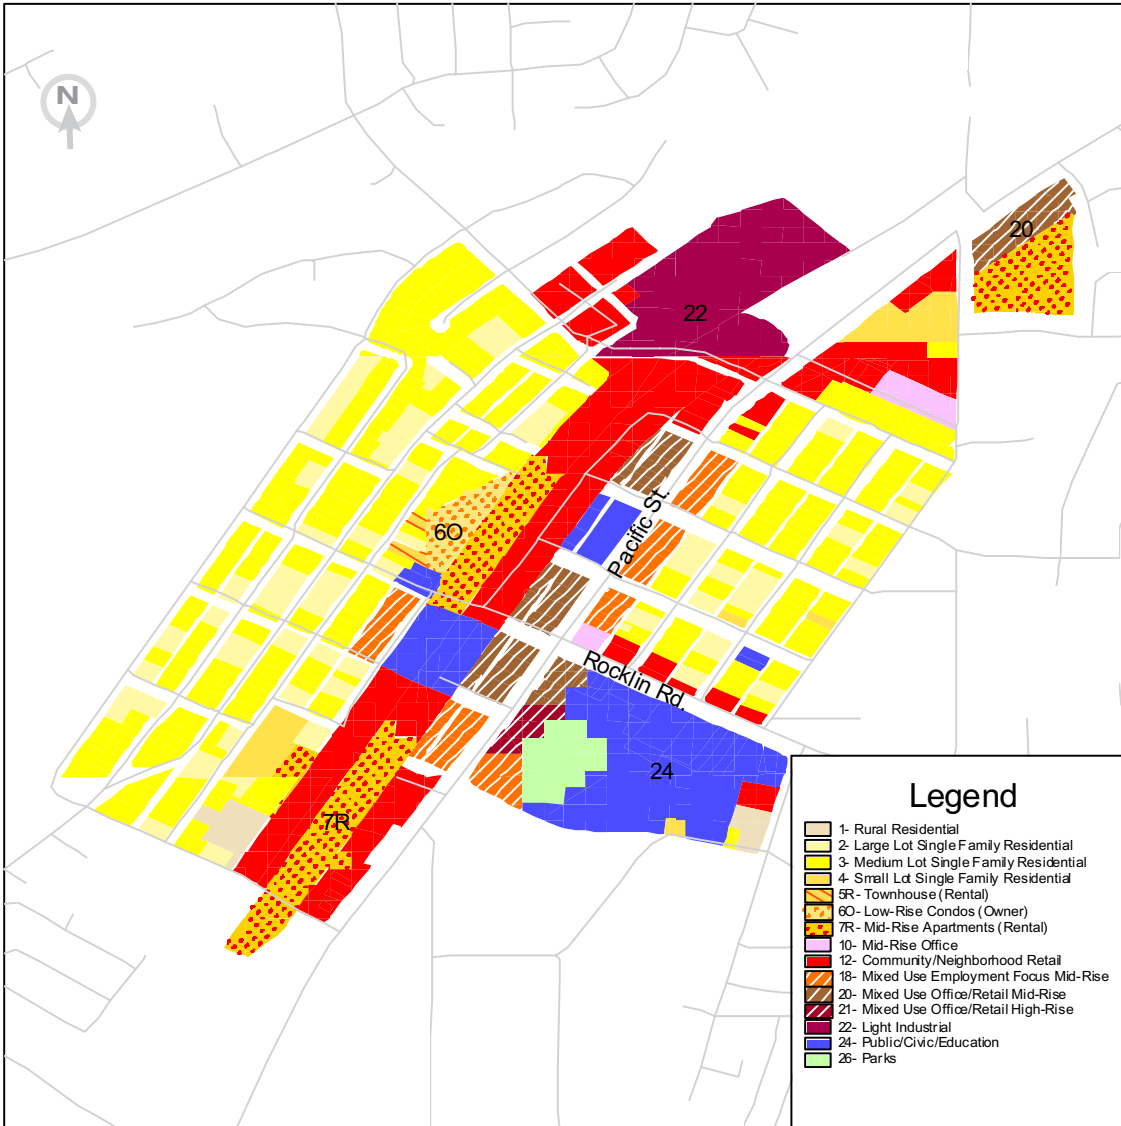 N
20
22
6O
Pacific St.
Rocklin Rd.
24
7R
Legend
1- Rural Residential
2- Large Lot Single Family Residential
3- Medium Lot Single Family Residential
4- Small Lot Single Family Residential
5R- Townhouse (Rental)
6O- Low-Rise Condos (Owner)
7R- Mid-Rise Apartments (Rental)
10- Mid-Rise Office
12- Community/Neighborhood Retail
18- Mixed Use Employment Focus Mid-Rise
20- Mixed Use Office/Retail Mid-Rise
21- Mixed Use Office/Retail High-Rise
22- Light Industrial
24- Public/Civic/Education
26- Parks